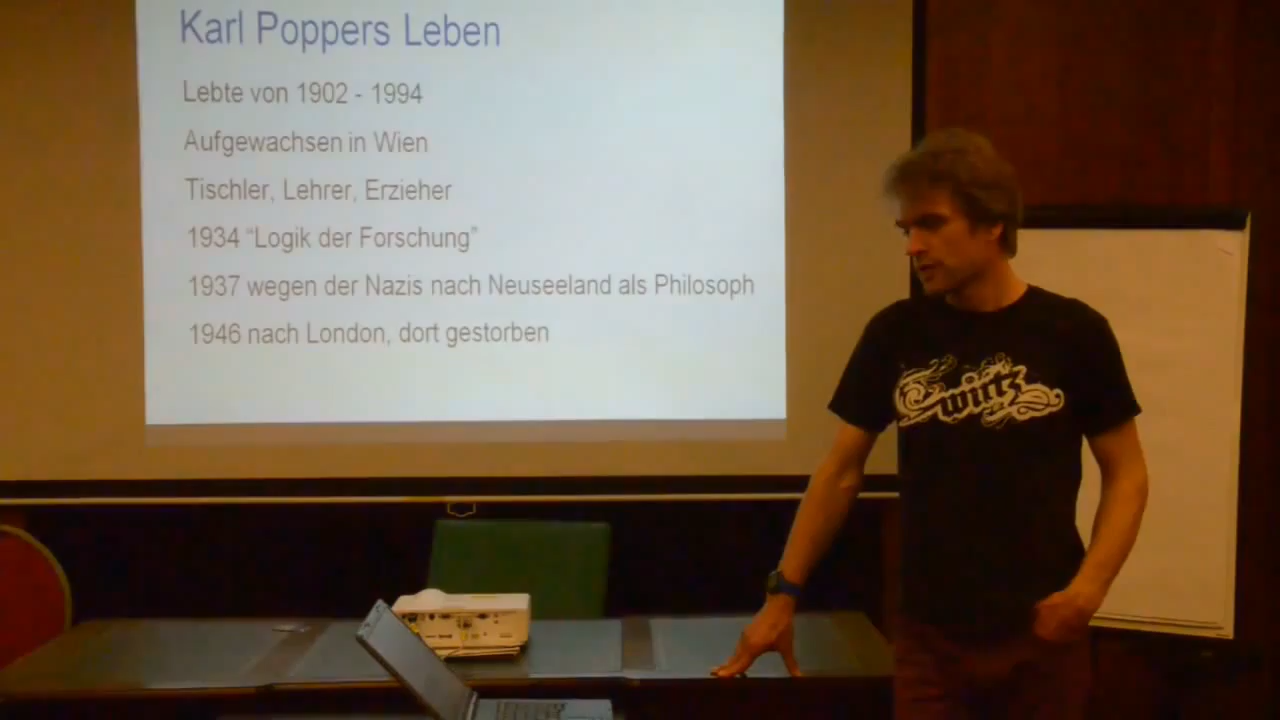 Karl Poppers Leben
Lebte von 1902 - 1994
Aufgewachsen in Wien
Tischler, Lehrer, Erzieher
1934 “Logik der Forschung”
1937 wegen der Nazis nach Neuseeland als Philosoph
1946 nach London, dort gestorben
wirtz